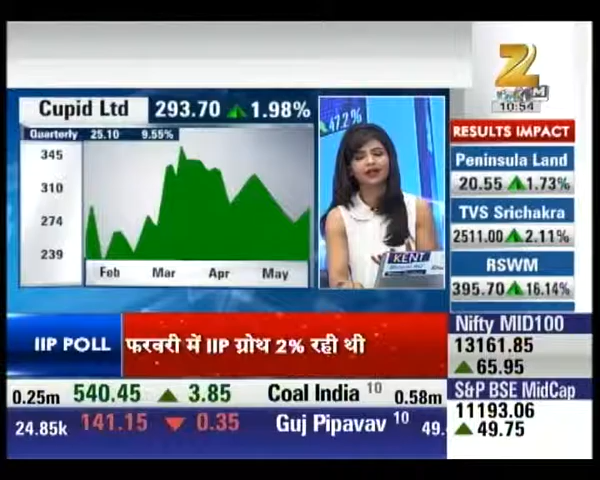 10:54
Cupid Ltd 293.70 1.98%
Quarterly 25.10 9.55%
345
310
274
239
Feb Mar Apr May
47.2%
KENT
RESULTS IMPACT
Peninsula Land
20.55 1.73%
TVS Srichakra
2511.00 2.11%
RSWM
395.70 16.14%
IIP POLL
फरवरी में IIP ग्रोथ 2% रही थी
Nifty MID100
13161.85
65.95
S&P BSE MidCap
11193.06
49.75
0.25m 540.45 3.85 Coal India 10 0.58m
24.85k 141.15 0.35 Guj Pipavav 10 49.